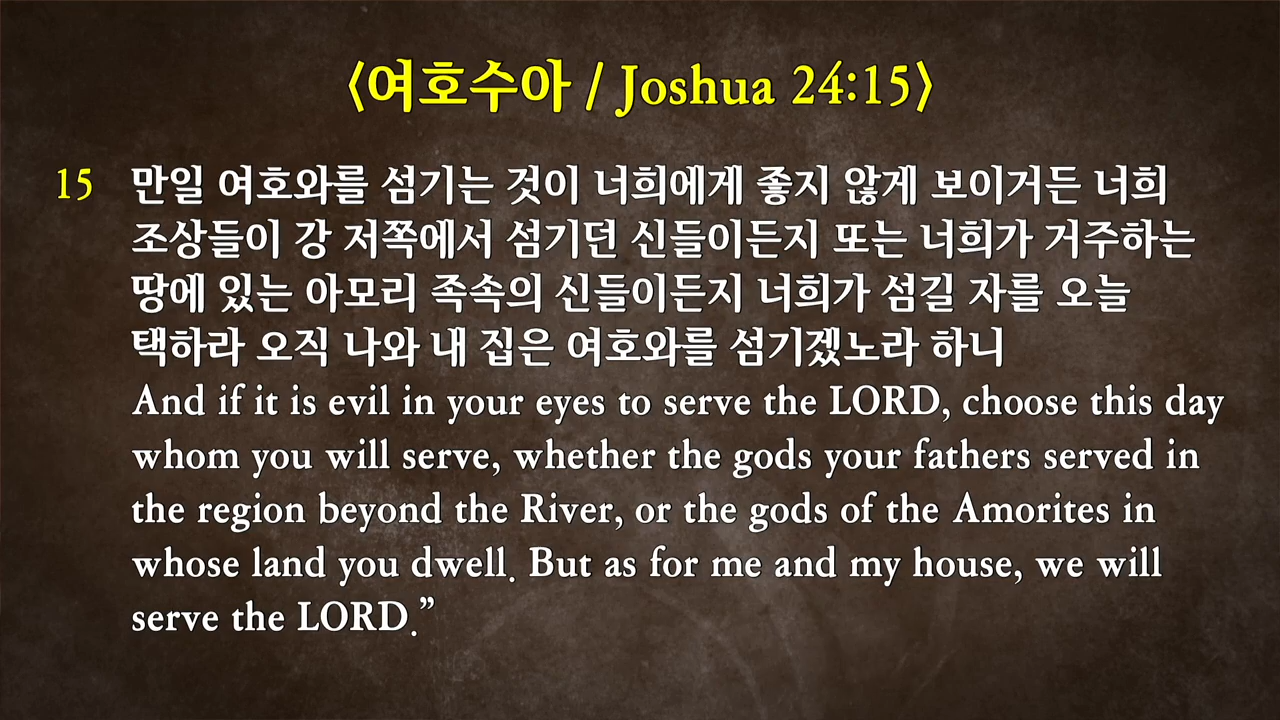 〈여호수아 / Joshua 24:15〉
15 만일 여호와를 섬기는 것이 너희에게 좋지 않게 보이거든 너희
조상들이 강 저쪽에서 섬기던 신들이든지 또는 너희가 거주하는
땅에 있는 아모리 족속의 신들이든지 너희가 섬길 자를 오늘
택하라 오직 나와 내 집은 여호와를 섬기겠노라 하니
And if it is evil in your eyes to serve the LORD, choose this day
whom you will serve, whether the gods your fathers served in
the region beyond the River, or the gods of the Amorites in
whose land you dwell. But as for me and my house, we will
serve the LORD.”